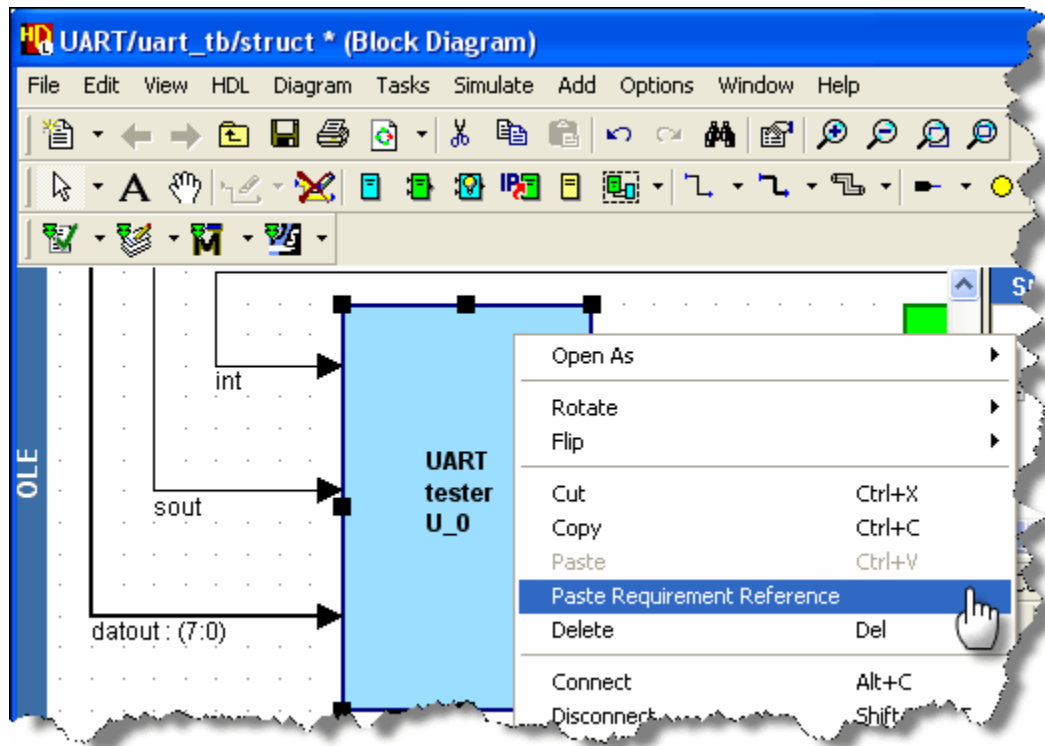 UART/uart_tb/struct * (Block Diagram)
File Edit View HDL Diagram Tasks Simulate Add Options Window Help
int
sout
datout : (7:0)
OLE
UART
tester
U_0
Open As
Rotate
Flip
Cut Ctrl+X
Copy Ctrl+C
Paste Ctrl+V
Paste Requirement Reference
Delete Del
Connect Alt+C
Disconnect Shift